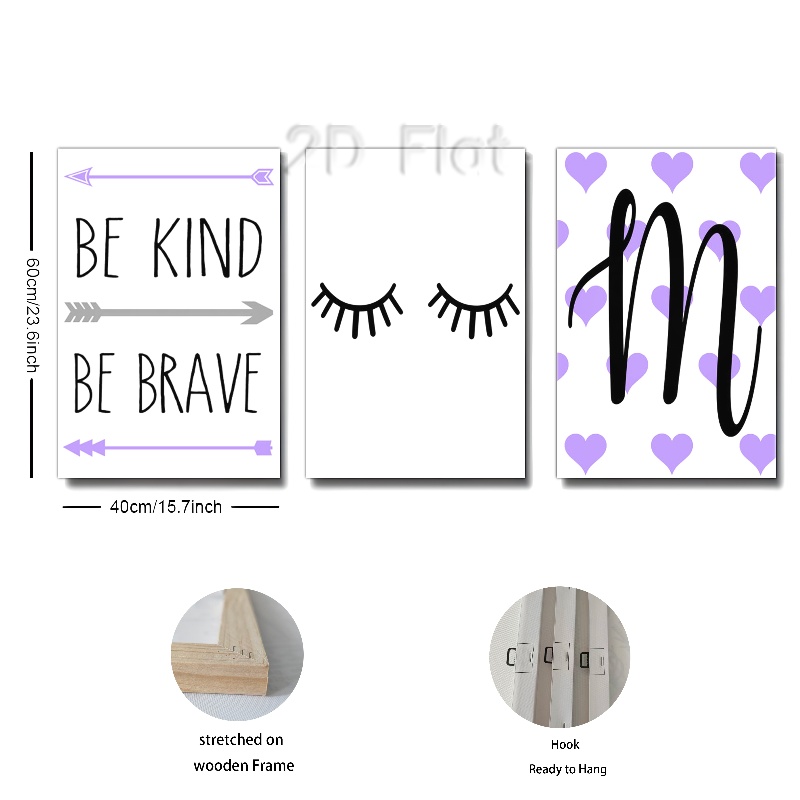 2D Flat
BE KIND
BE BRAVE
m
60cm/23.6inch
40cm/15.7inch
stretched on
wooden Frame
Hook
Ready to Hang